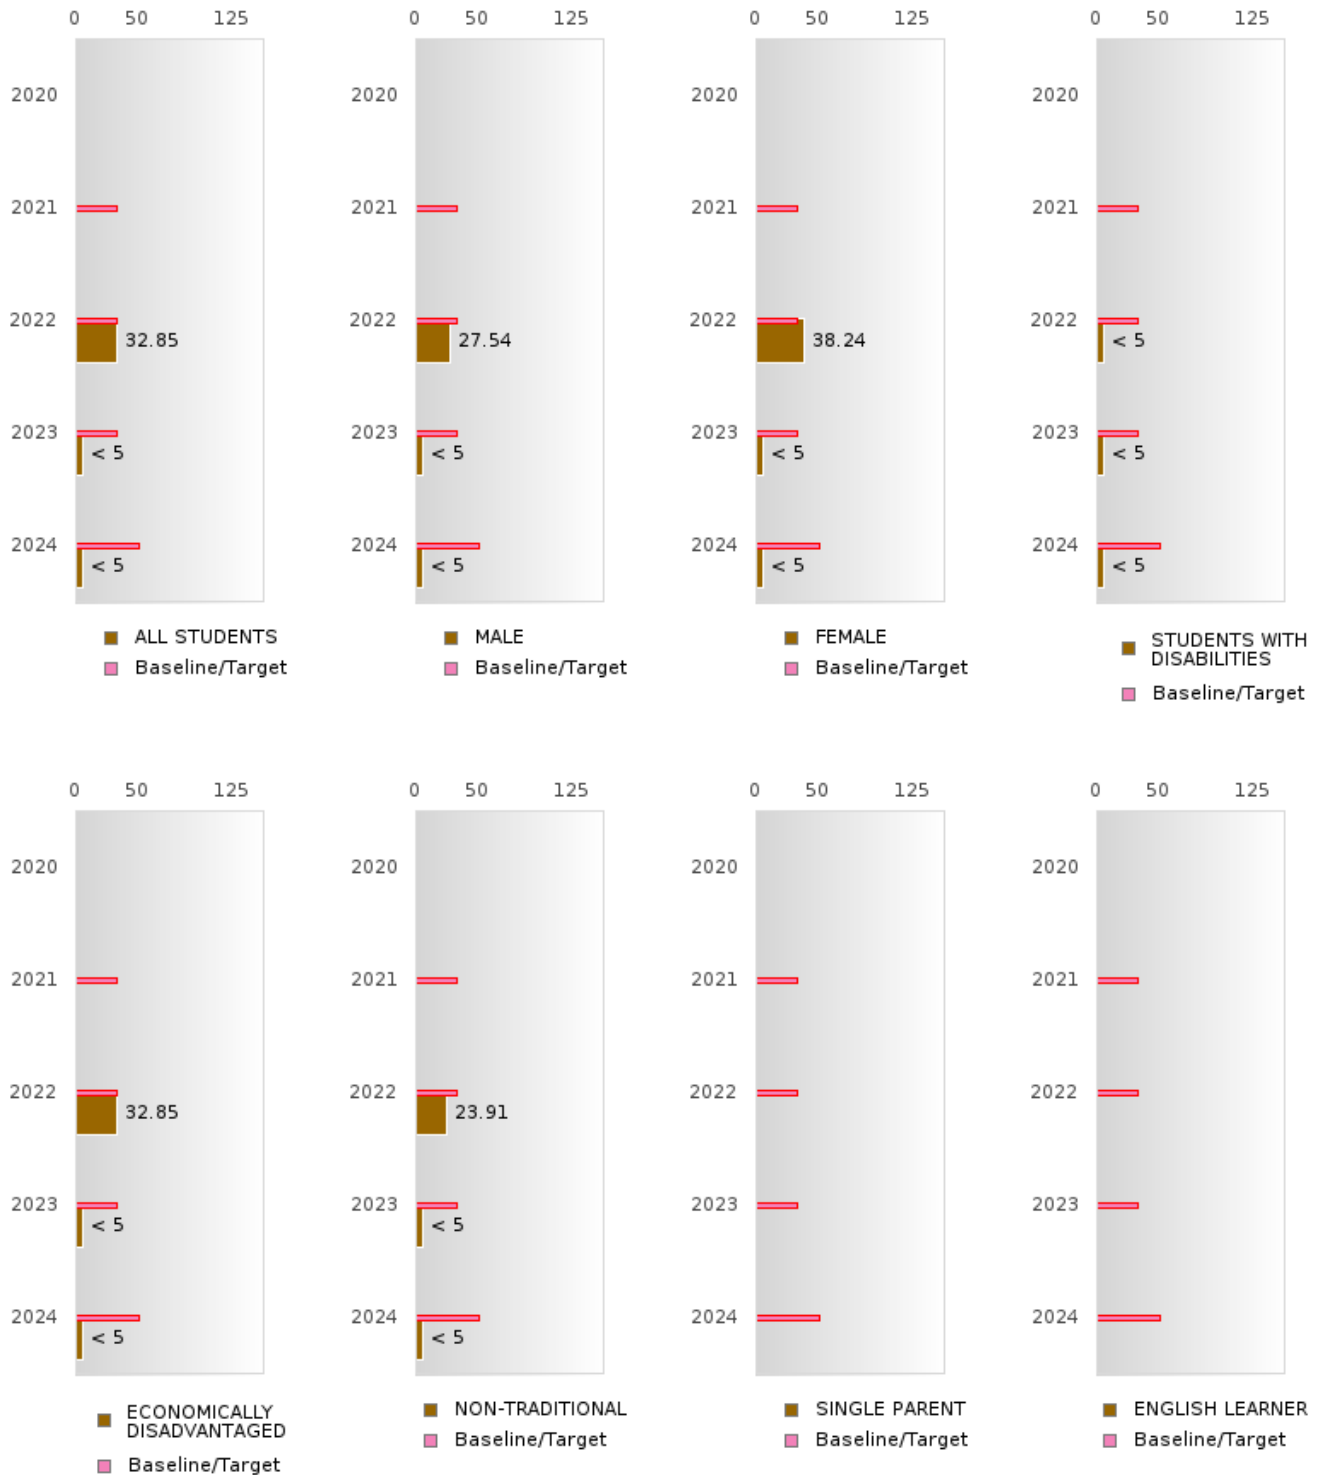 0 50 125
2020
2021
2022
32.85
2023
< 5
2024
< 5
ALL STUDENTS
Baseline/Target
0 50 125
2020
2021
2022
27.54
2023
< 5
2024
< 5
MALE
Baseline/Target
0 50 125
2020
2021
2022
38.24
2023
< 5
2024
< 5
FEMALE
Baseline/Target
0 50 125
2020
2021
2022
< 5
2023
< 5
2024
< 5
STUDENTS WITH
DISABILITIES
Baseline/Target
0 50 125
2020
2021
2022
32.85
2023
< 5
2024
< 5
ECONOMICALLY
DISADVANTAGED
Baseline/Target
0 50 125
2020
2021
2022
23.91
2023
< 5
2024
< 5
NON-TRADITIONAL
Baseline/Target
0 50 125
2020
2021
2022
2023
2024
SINGLE PARENT
Baseline/Target
0 50 125
2020
2021
2022
2023
2024
ENGLISH LEARNER
Baseline/Target